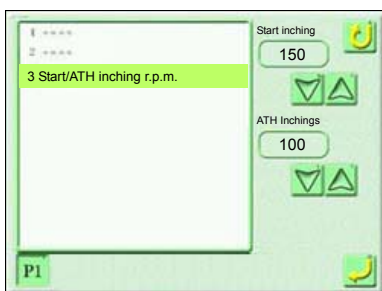 1 ****
2 ****
3 Start/ATH inching r.p.m.
Start inching
150
ATH Inchings
100
P1